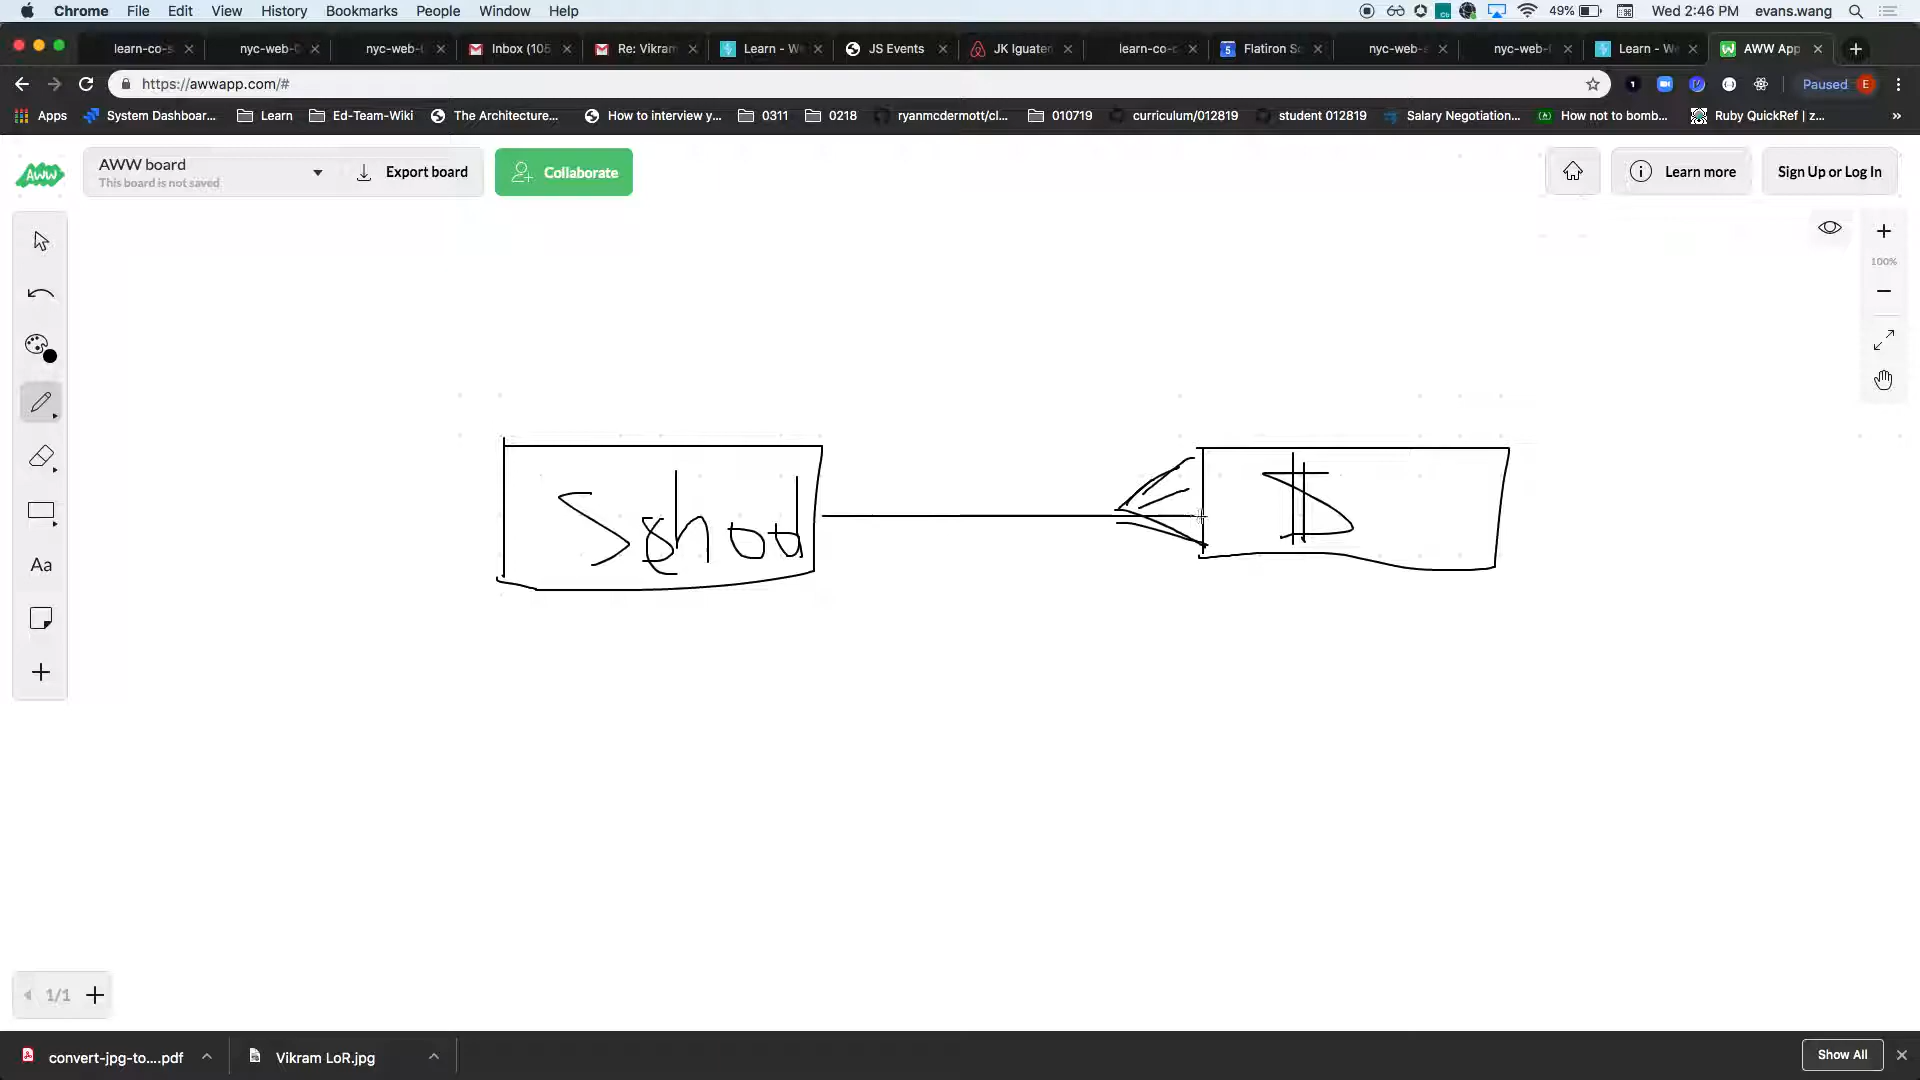 Chrome File Edit View History Bookmarks People Window Help 49% Wed 2:46 PM evans.wang
learn-co-s nyc-web-0 nyc-web- Inbox (105 Re: Vikram Learn - We JS Events JK Iguaten learn-co-c Flatiron Sc nyc-web-s nyc-web- Learn - We AWW App
https://awwapp.com/# Paused E
Apps System Dashboar... Learn Ed-Team-Wiki The Architecture... How to interview y... 0311 0218 ryanmcdermott/cl... 010719 curriculum/012819 student 012819 Salary Negotiation... How not to bomb... Ruby QuickRef | z... »
AWW
AWW board
This board is not saved
Export board Collaborate Learn more Sign Up or Log In
100%
$
Aa
1/1
convert-jpg-to....pdf Vikram LoR.jpg Show All